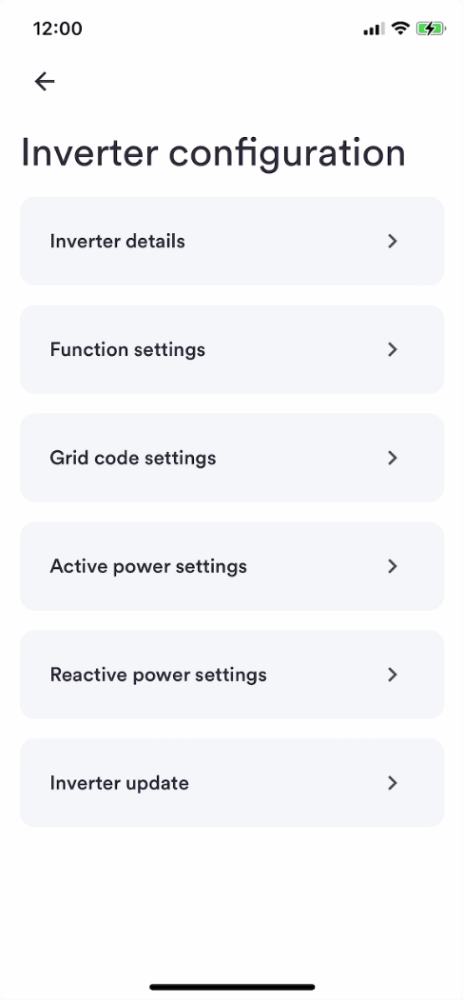 12:00
Inverter configuration
Inverter details
Function settings
Grid code settings
Active power settings
Reactive power settings
Inverter update